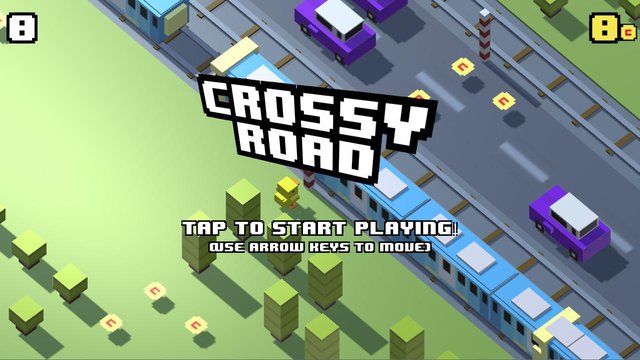 8
8 c
CROSSY
ROAD
TAP TO START PLAYING!
(USE ARROW KEYS TO MOVE)